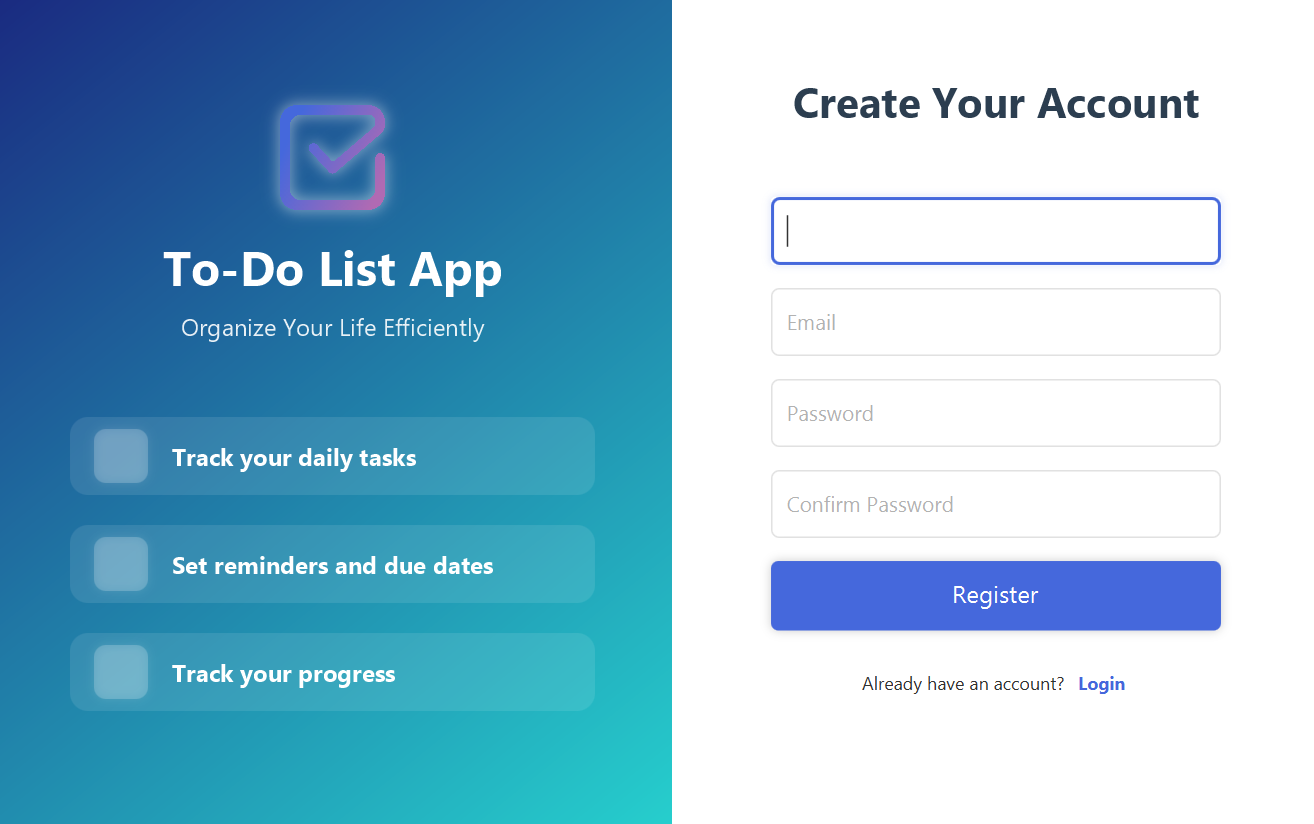 To-Do List App
Organize Your Life Efficiently
Track your daily tasks
Set reminders and due dates
Track your progress
Create Your Account
Email
Password
Confirm Password
Register
Already have an account? Login